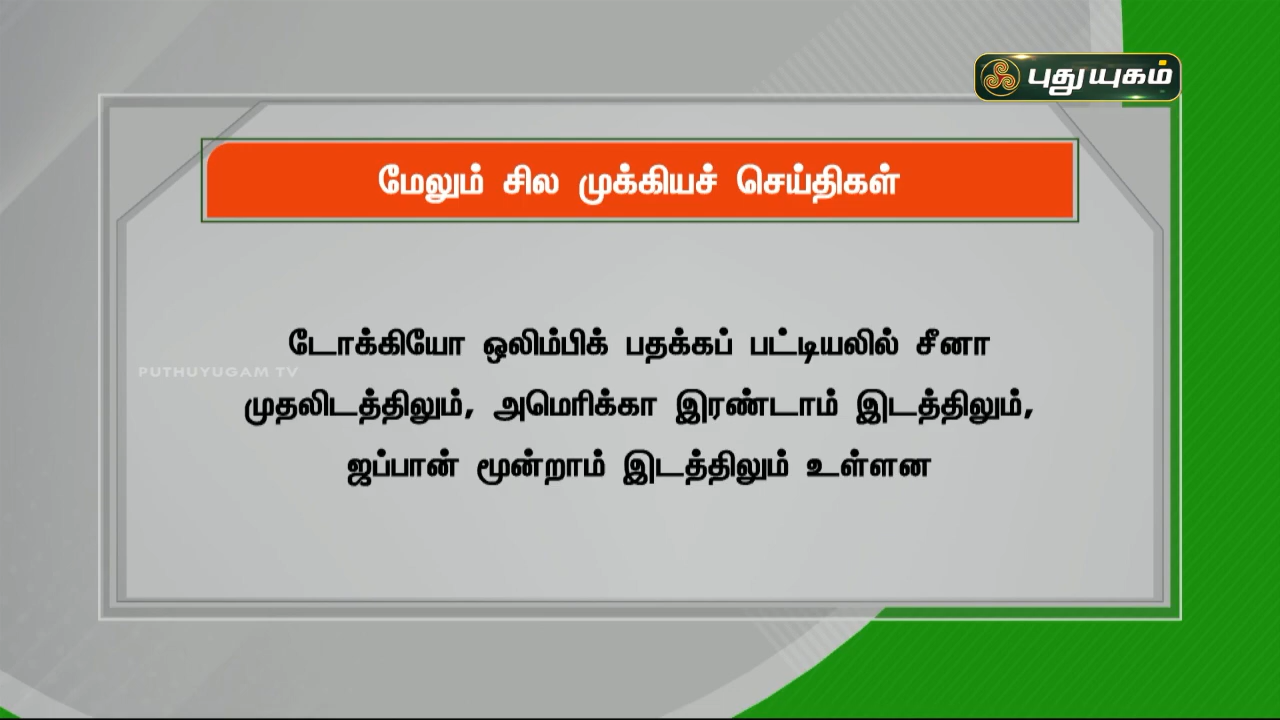 புதுயுகம்
மேலும் சில முக்கியச் செய்திகள்
டோக்கியோ ஒலிம்பிக் பதக்கப் பட்டியலில் சீனா
PUTHUYUGAM TV
முதலிடத்திலும், அமெரிக்கா இரண்டாம் இடத்திலும்,
ஜப்பான் மூன்றாம் இடத்திலும் உள்ளன